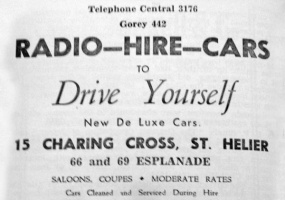 Telephone Central 3176
Gorey 442
RADIO—HIRE—CARS
TO
Drive Yourself
New De Luxe Cars.
15 CHARING CROSS, ST. HELIER
66 and 69 ESPLANADE
SALOONS, COUPES • MODERATE RATES
Cars Cleaned and Serviced During Hire